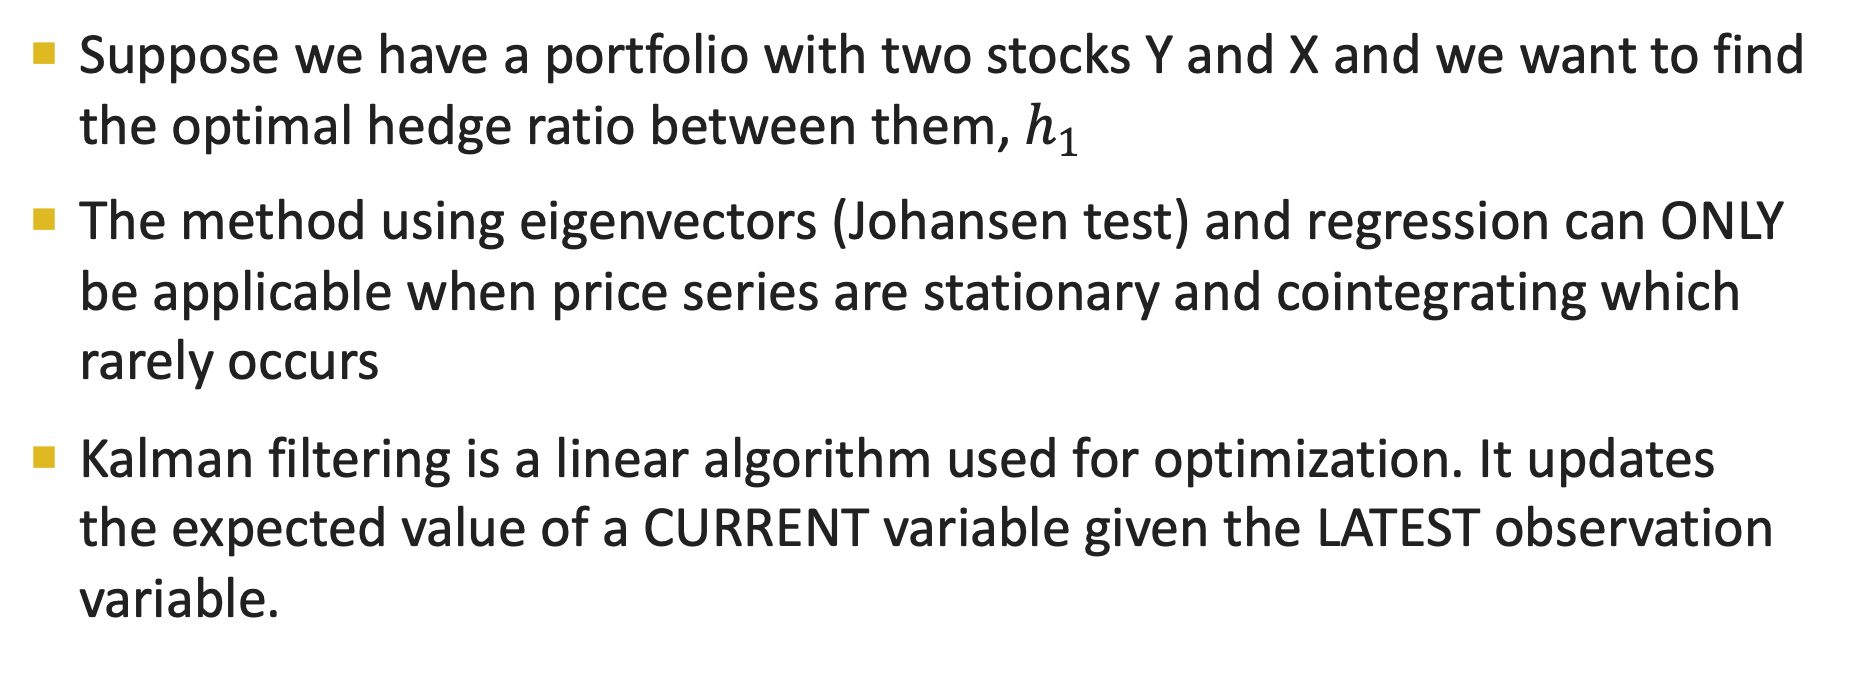 Suppose we have a portfolio with two stocks Y and X and we want to find
the optimal hedge ratio between them, h₁
The method using eigenvectors (Johansen test) and regression can ONLY
be applicable when price series are stationary and cointegrating which
rarely occurs
Kalman filtering is a linear algorithm used for optimization. It updates
the expected value of a CURRENT variable given the LATEST observation
variable.